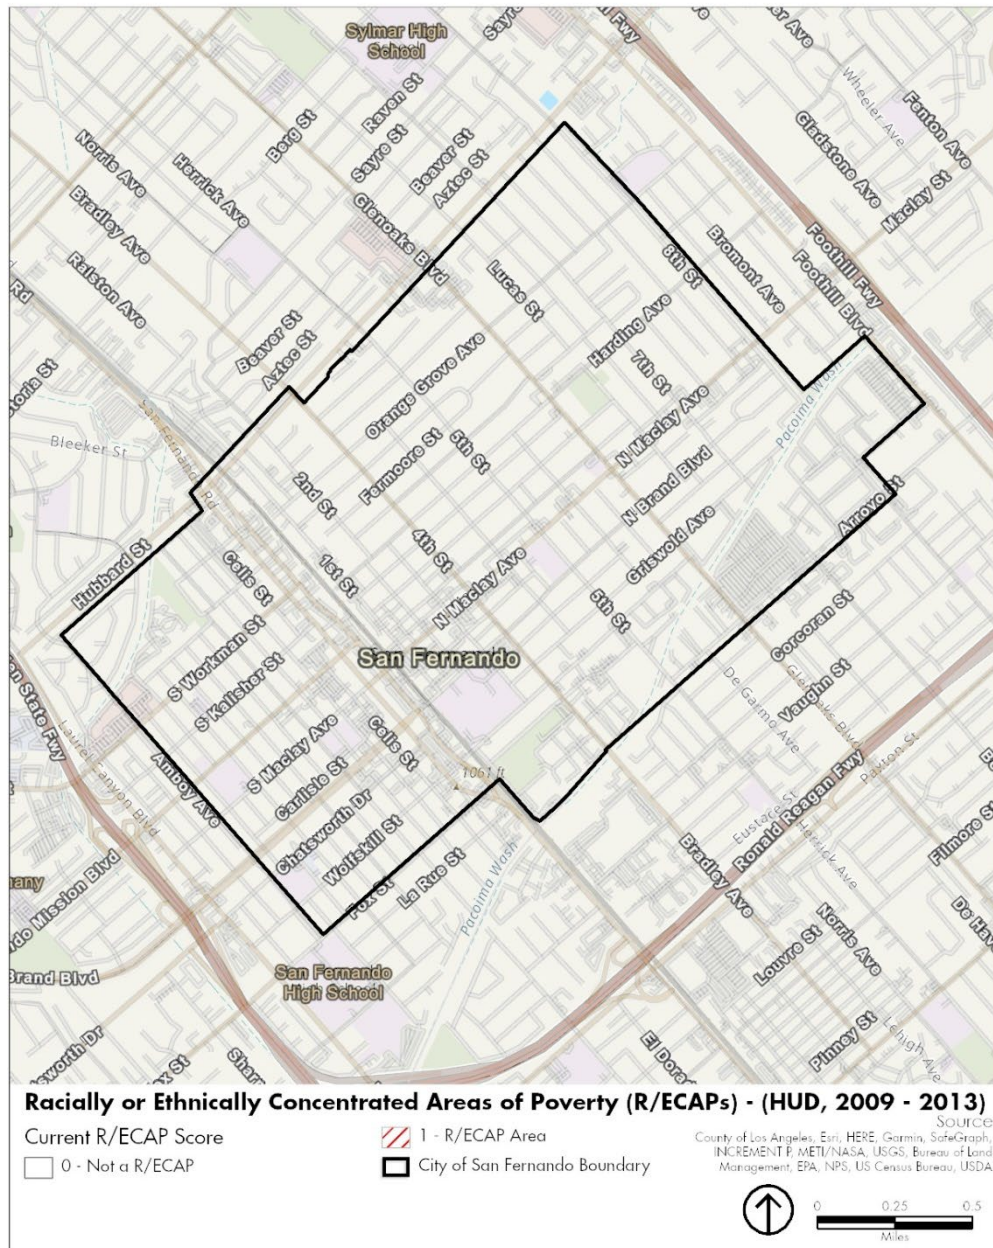 Sylmar High
School
Sayre
Fwy
Wheeler Ave
Fenton Ave
Gladstone Ave
Maclay St
Raven St
Berg St
Sayre St
Beaver St
Aztec St
Norris Ave
Herrick Ave
Bradley Ave
Ralston Ave
Glenoaks Blvd
8th St
Bromont Ave
Foothill Fwy
Foothill Blvd
Rd
Lucas St
Harding Ave
7th St
Beaver St
Aztec St
Orange Grove Ave
N Maclay Ave
Pacoima Wash
Bleeker St
San Fernando Rd
Fermoore St
5th St
2nd St
N Brand Blvd
Arroyo St
4th St
Griswold Ave
Hubbard St
Celis St
1st St
N Maclay Ave
5th St
Corcoran St
S Workman St
S Kalisher St
San Fernando
De Garmo Ave
Glenoaks Blvd
Vaughn St
Laurel Canyon Blvd
S Maclay Ave
Celis St
Paxton St
Amboy Ave
Carlisle St
1061 ft
Chatsworth Dr
Wolfskill St
Eustace St
Ronald Reagan Fwy
Herrick Ave
Filmore St
Fox St
La Rue St
Pacoima Wash
Bradley Ave
Brand Blvd
San Fernando
High School
Norris Ave
Louvre St
Pinney St
Lehigh Ave
Racially or Ethnically Concentrated Areas of Poverty (R/ECAPs) - (HUD, 2009 - 2013)
Current R/ECAP Score
0 - Not a R/ECAP
1 - R/ECAP Area
City of San Fernando Boundary
Source
County of Los Angeles, Esri, HERE, Garmin, SafeGraph,
INCREMENT P, METI/NASA, USGS, Bureau of Land
Management, EPA, NPS, US Census Bureau, USDA
0 0.25 0.5
Miles